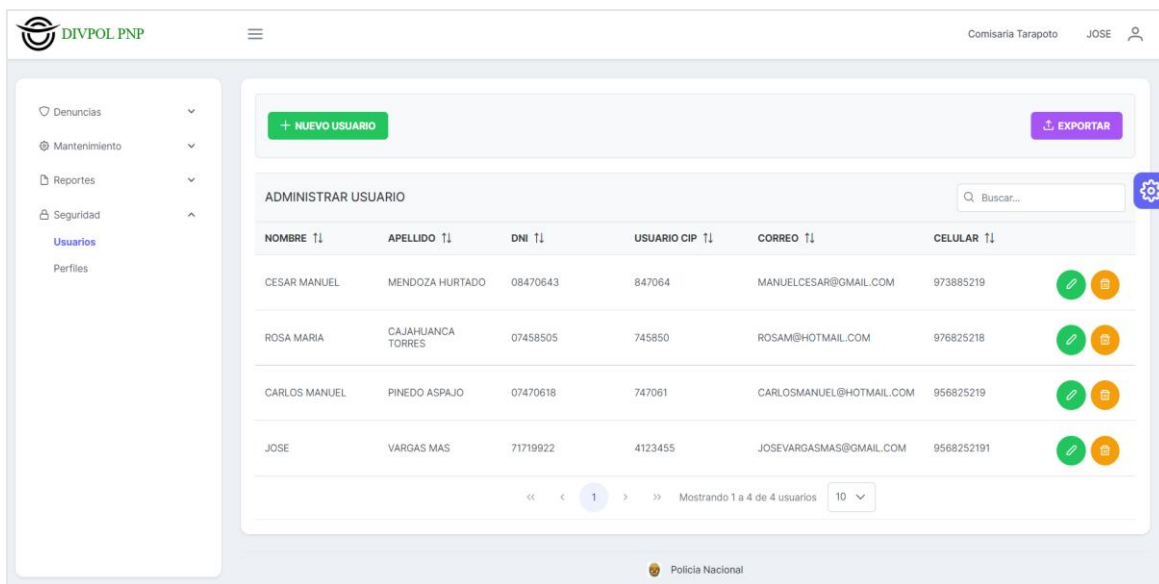 DIVPOL PNP
Comisaría Tarapoto JOSE
Denuncias
Mantenimiento
Reportes
Seguridad
Usuarios
Perfiles
NUEVO USUARIO
EXPORTAR
ADMINISTRAR USUARIO
Buscar...
NOMBRE APELLIDO DNI USUARIO CIP CORREO CELULAR
CESAR MANUEL MENDOZA HURTADO 08470643 847064 MANUELCESAR@GMAIL.COM 973885219
ROSA MARIA CAJAHUANCA TORRES 07458505 745850 ROSAM@HOTMAIL.COM 976825218
CARLOS MANUEL PINEDO ASPAJO 07470618 747061 CARLOSMANUEL@HOTMAIL.COM 956825219
JOSE VARGAS MAS 71719922 4123455 JOSEVARGASMAS@GMAIL.COM 9568252191
<< < 1 > >> Mostrando 1 a 4 de 4 usuarios 10
Policia Nacional